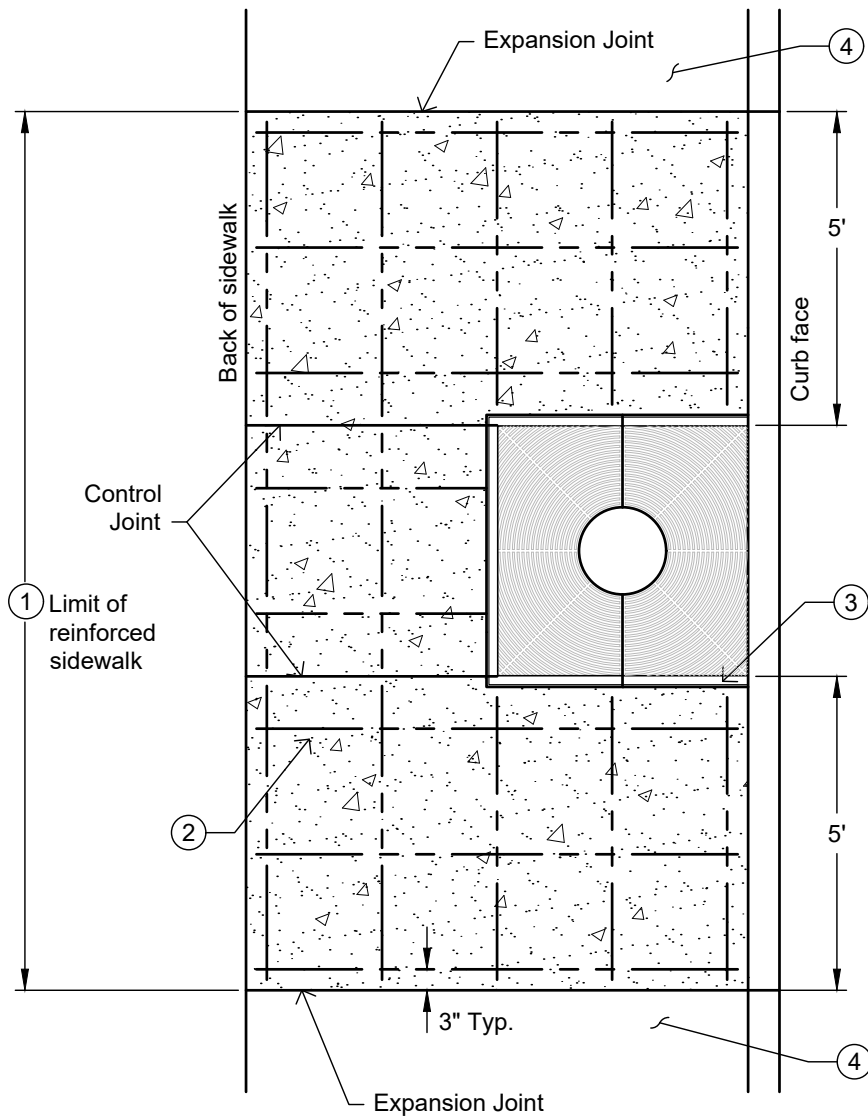 Expansion Joint
4
Back of sidewalk
5'
Curb face
Control
Joint
1
Limit of
reinforced
sidewalk
3
2
5'
3" Typ.
4
Expansion Joint